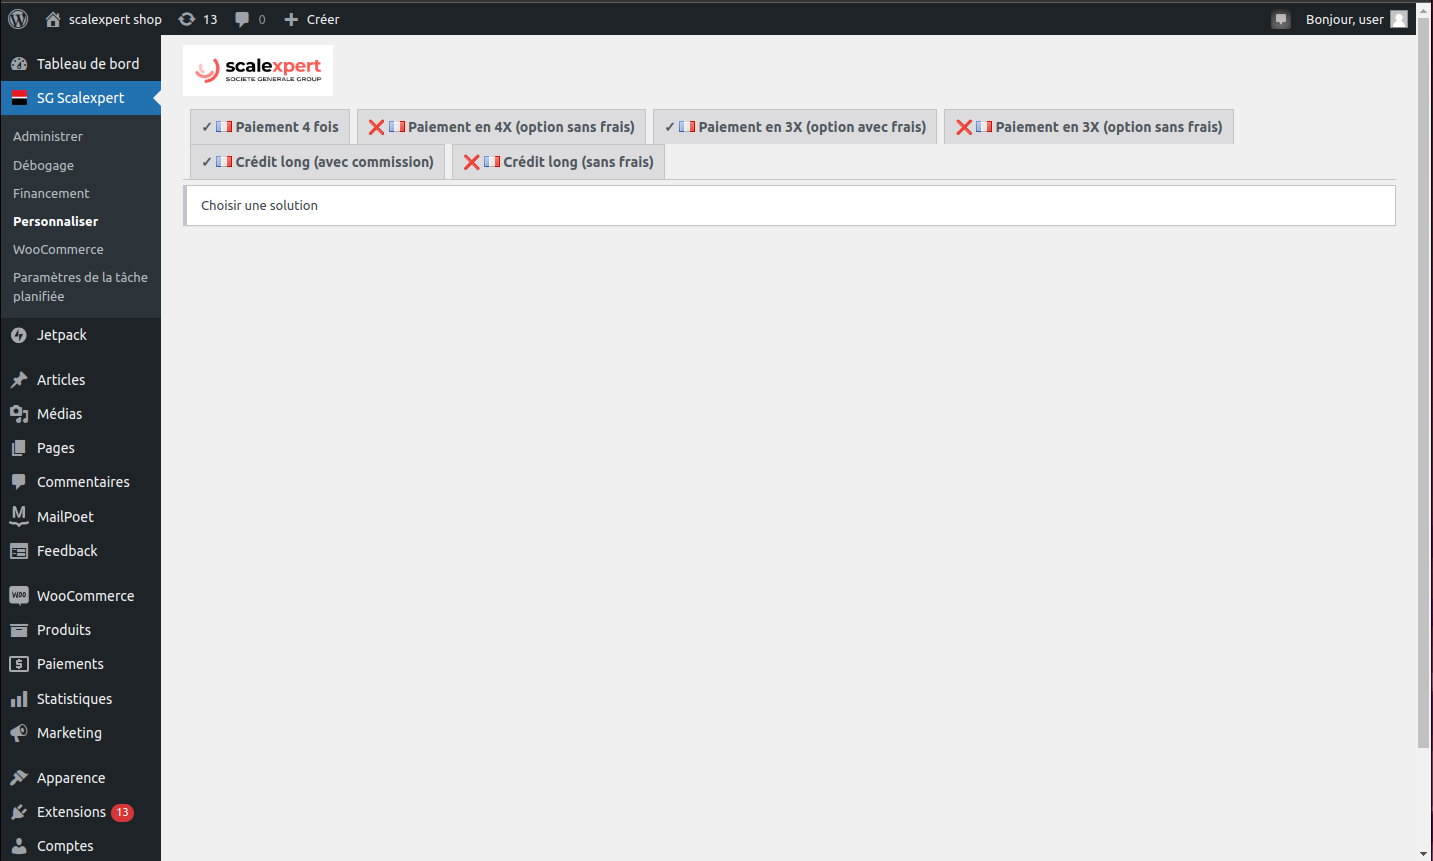 scalexpert shop 13 0 Créer Bonjour, user
Tableau de bord
SG Scalexpert
Administrer
Débogage
Financement
Personnaliser
WooCommerce
Paramètres de la tâche
planifiée
Jetpack
Articles
Médias
Pages
Commentaires
MailPoet
Feedback
WooCommerce
Produits
Paiements
Statistiques
Marketing
Apparence
Extensions 13
Comptes
scalexpert
SOCIETE GENERALE GROUP
✓ 🇫🇷 Paiement 4 fois
❌ 🇫🇷 Paiement en 4X (option sans frais)
✓ 🇫🇷 Paiement en 3X (option avec frais)
❌ 🇫🇷 Paiement en 3X (option sans frais)
✓ 🇫🇷 Crédit long (avec commission)
❌ 🇫🇷 Crédit long (sans frais)
Choisir une solution